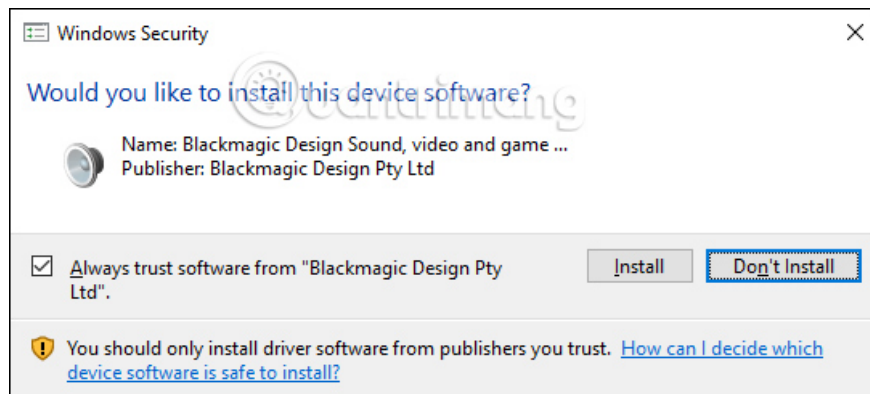 Windows Security
Would you like to install this device software?
uantrimang
Name: Blackmagic Design Sound, video and game ...
Publisher: Blackmagic Design Pty Ltd
Always trust software from "Blackmagic Design Pty
Ltd".
Install
Don't Install
You should only install driver software from publishers you trust. How can I decide which
device software is safe to install?